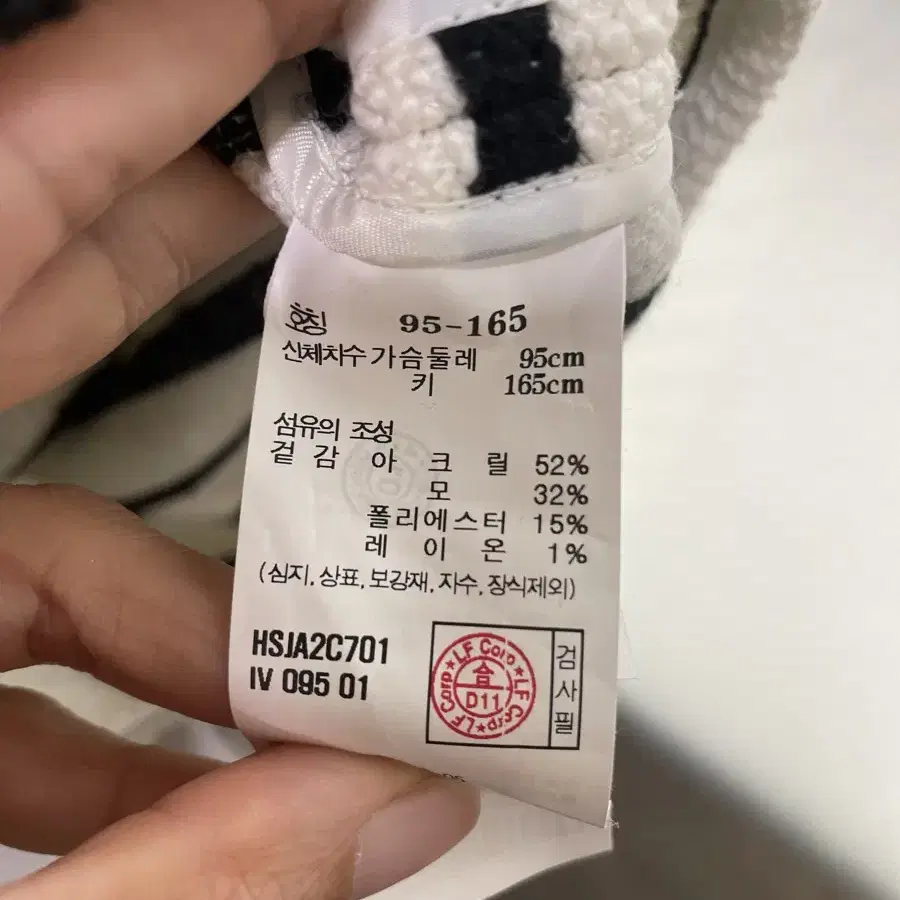 호칭 95-165
신체치수 가슴둘레 95cm
키 165cm
섬유의 조성
겉감 아크릴 52%
모 32%
폴리에스터 15%
레이온 1%
(심지, 상표, 보강재, 자수, 장식제외)
HSJA2C701
IV 095 01
LF Corp★LF Corp★LF Corp★
合
D11
검사필